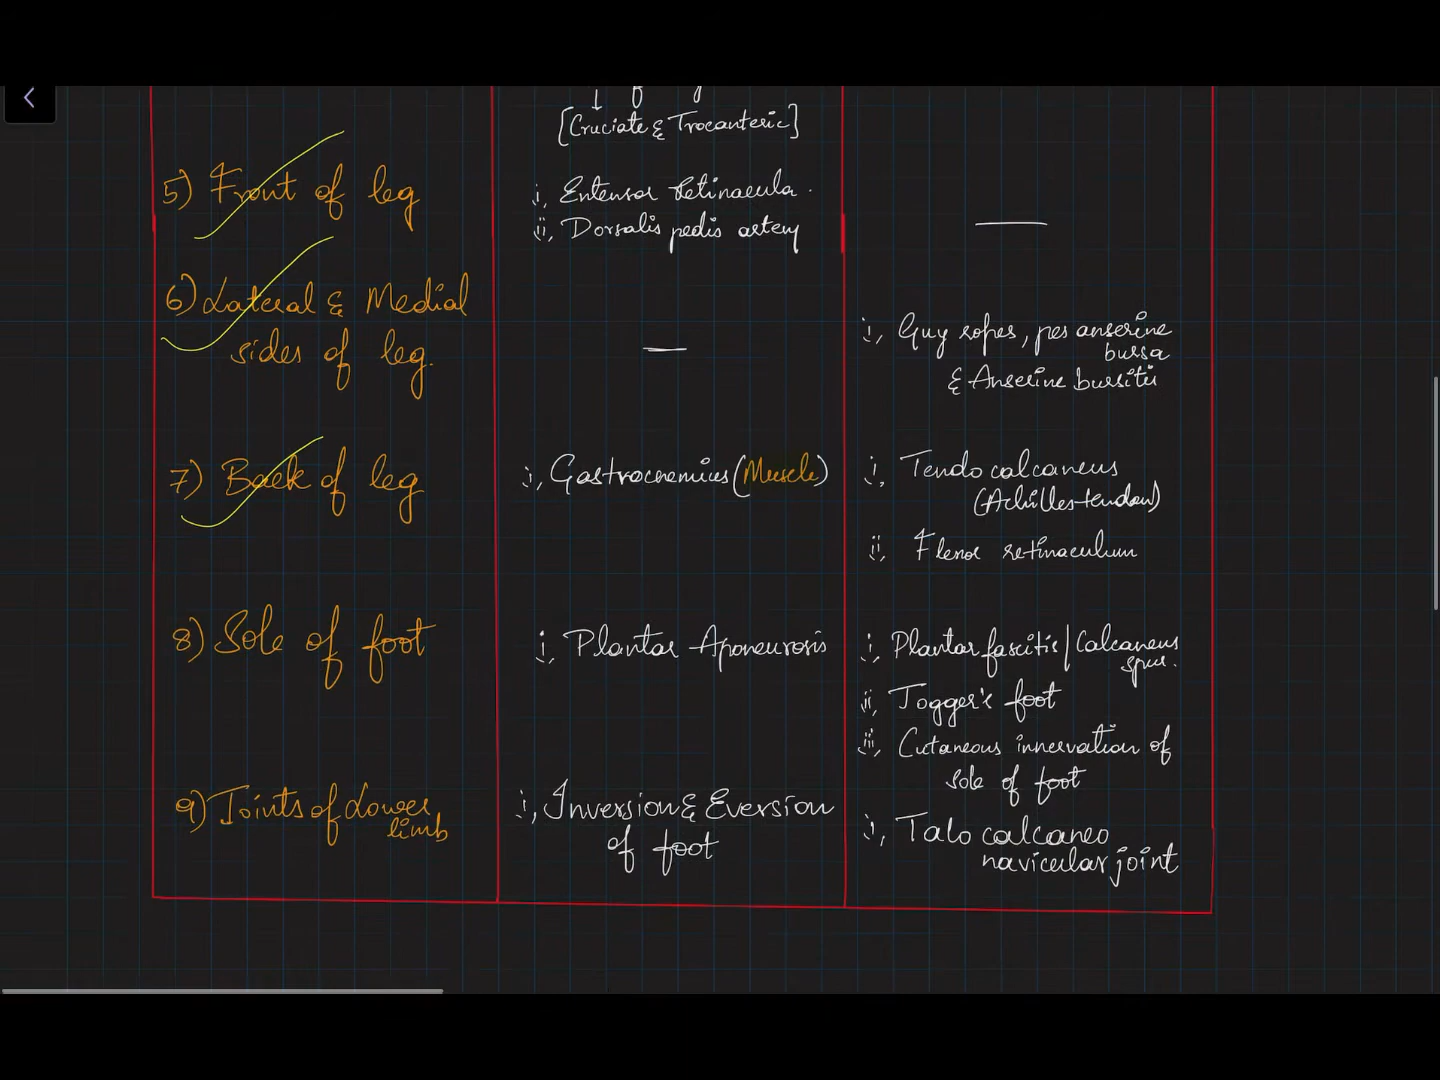 [Cruciate & Trocanteric]
5) Front of leg
i, Extensor Retinacula.
ii, Dorsalis pedis artery
6) Lateral & Medial
sides of leg.
i, Guy ropes, pes anserine
bursa
& Anserine bursitis
7) Back of leg
i, Gastrocnemius (Muscle)
i, Tendo calcaneus
(Achilles tendon)
ii, Flexor retinaculum
8) Sole of foot
i, Plantar Aponeurosis
i, Plantar fascitis / Calcaneus
spur.
ii, Jogger's foot
iii, Cutaneous innervation of
sole of foot
9) Joints of Lower
limb
i, Inversion & Eversion
of foot
i, Talo calcaneo
navicular joint